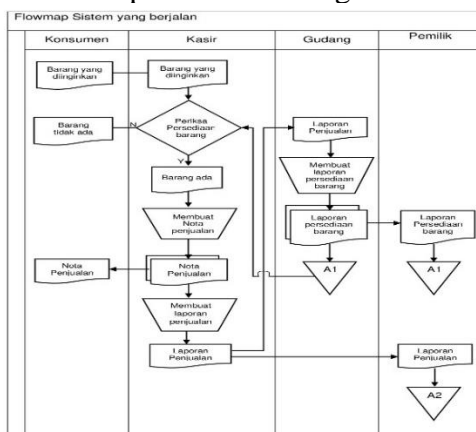 Flowmap Sistem yang berjalan
Konsumen
Kasir
Gudang
Pemilik
Barang yang
diinginkan
Barang yang
diinginkan
Barang
tidak ada
N
Periksa
Persediaan
barang
Y
Barang ada
Membuat
Nota
penjualan
Nota
Penjualan
Nota
Penjualan
Membuat
laporan
penjualan
Laporan
Penjualan
Laporan
Penjualan
Membuat
laporan
persediaan
barang
Laporan
persediaan
barang
A1
Laporan
Persediaan
barang
A1
Laporan
Penjualan
A2